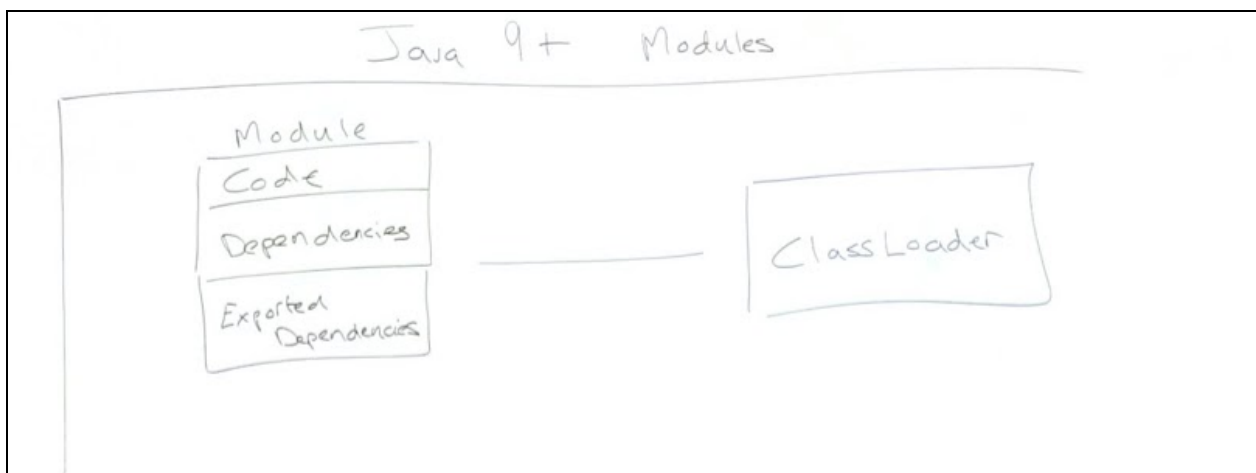 Java 9+ Modules
Module
Code
Dependencies
Exported
Dependencies
ClassLoader